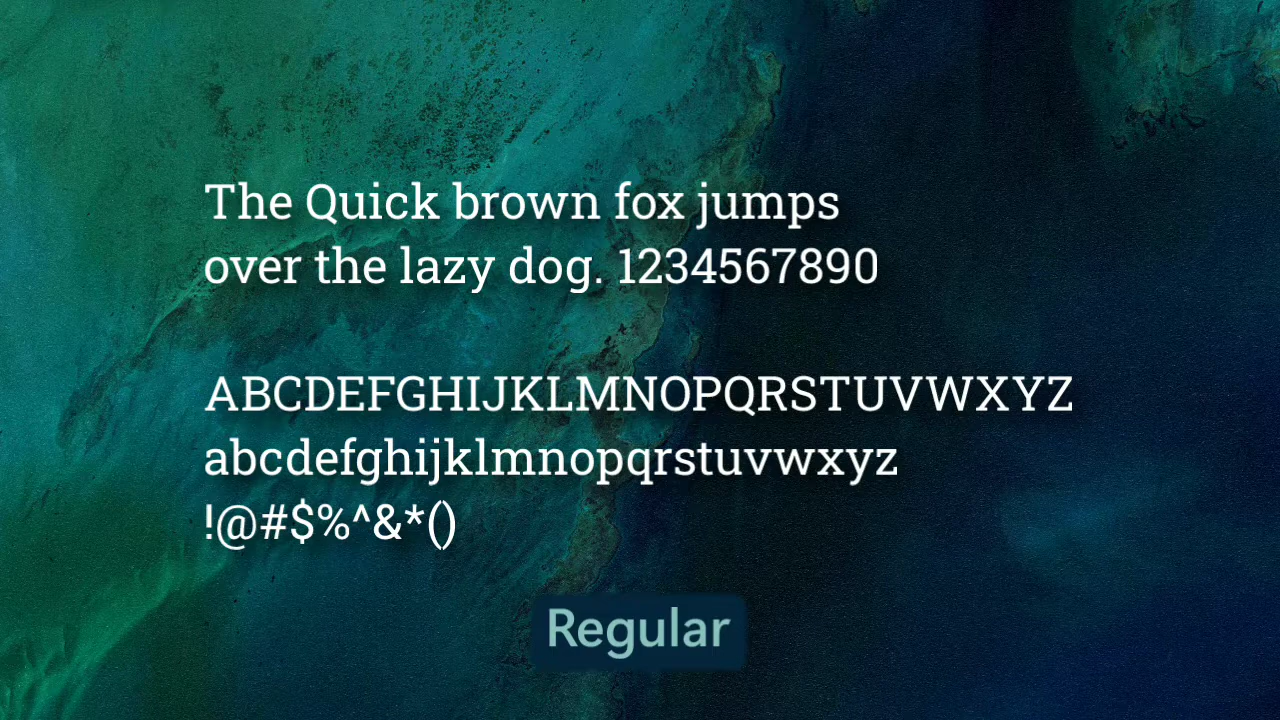 The Quick brown fox jumps
over the lazy dog. 1234567890
ABCDEFGHIJKLMNOPQRSTUVWXYZ
abcdefghijklmnopqrstuvwxyz
!@#$%^&*()
Regular